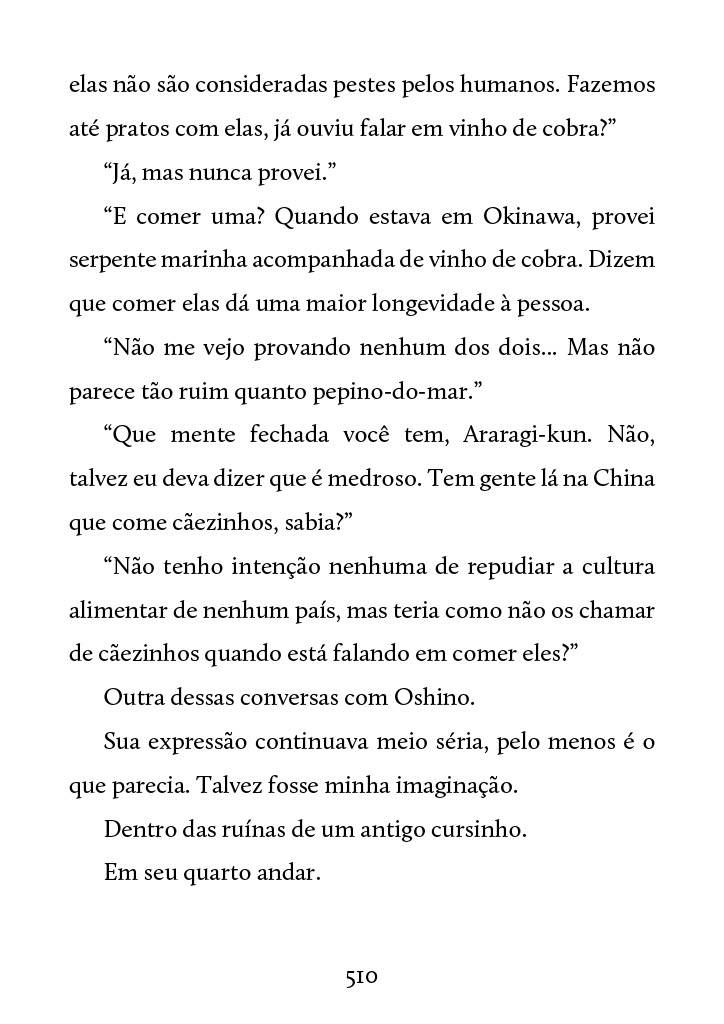 elas não são consideradas pestes pelos humanos. Fazemos
até pratos com elas, já ouviu falar em vinho de cobra?”
“Já, mas nunca provei.”
“E comer uma? Quando estava em Okinawa, provei
serpente marinha acompanhada de vinho de cobra. Dizem
que comer elas dá uma maior longevidade à pessoa.
“Não me vejo provando nenhum dos dois... Mas não
parece tão ruim quanto pepino-do-mar.”
“Que mente fechada você tem, Araragi-kun. Não,
talvez eu deva dizer que é medroso. Tem gente lá na China
que come cãezinhos, sabia?”
“Não tenho intenção nenhuma de repudiar a cultura
alimentar de nenhum país, mas teria como não os chamar
de cãezinhos quando está falando em comer eles?”
Outra dessas conversas com Oshino.
Sua expressão continuava meio séria, pelo menos é o
que parecia. Talvez fosse minha imaginação.
Dentro das ruínas de um antigo cursinho.
Em seu quarto andar.
510